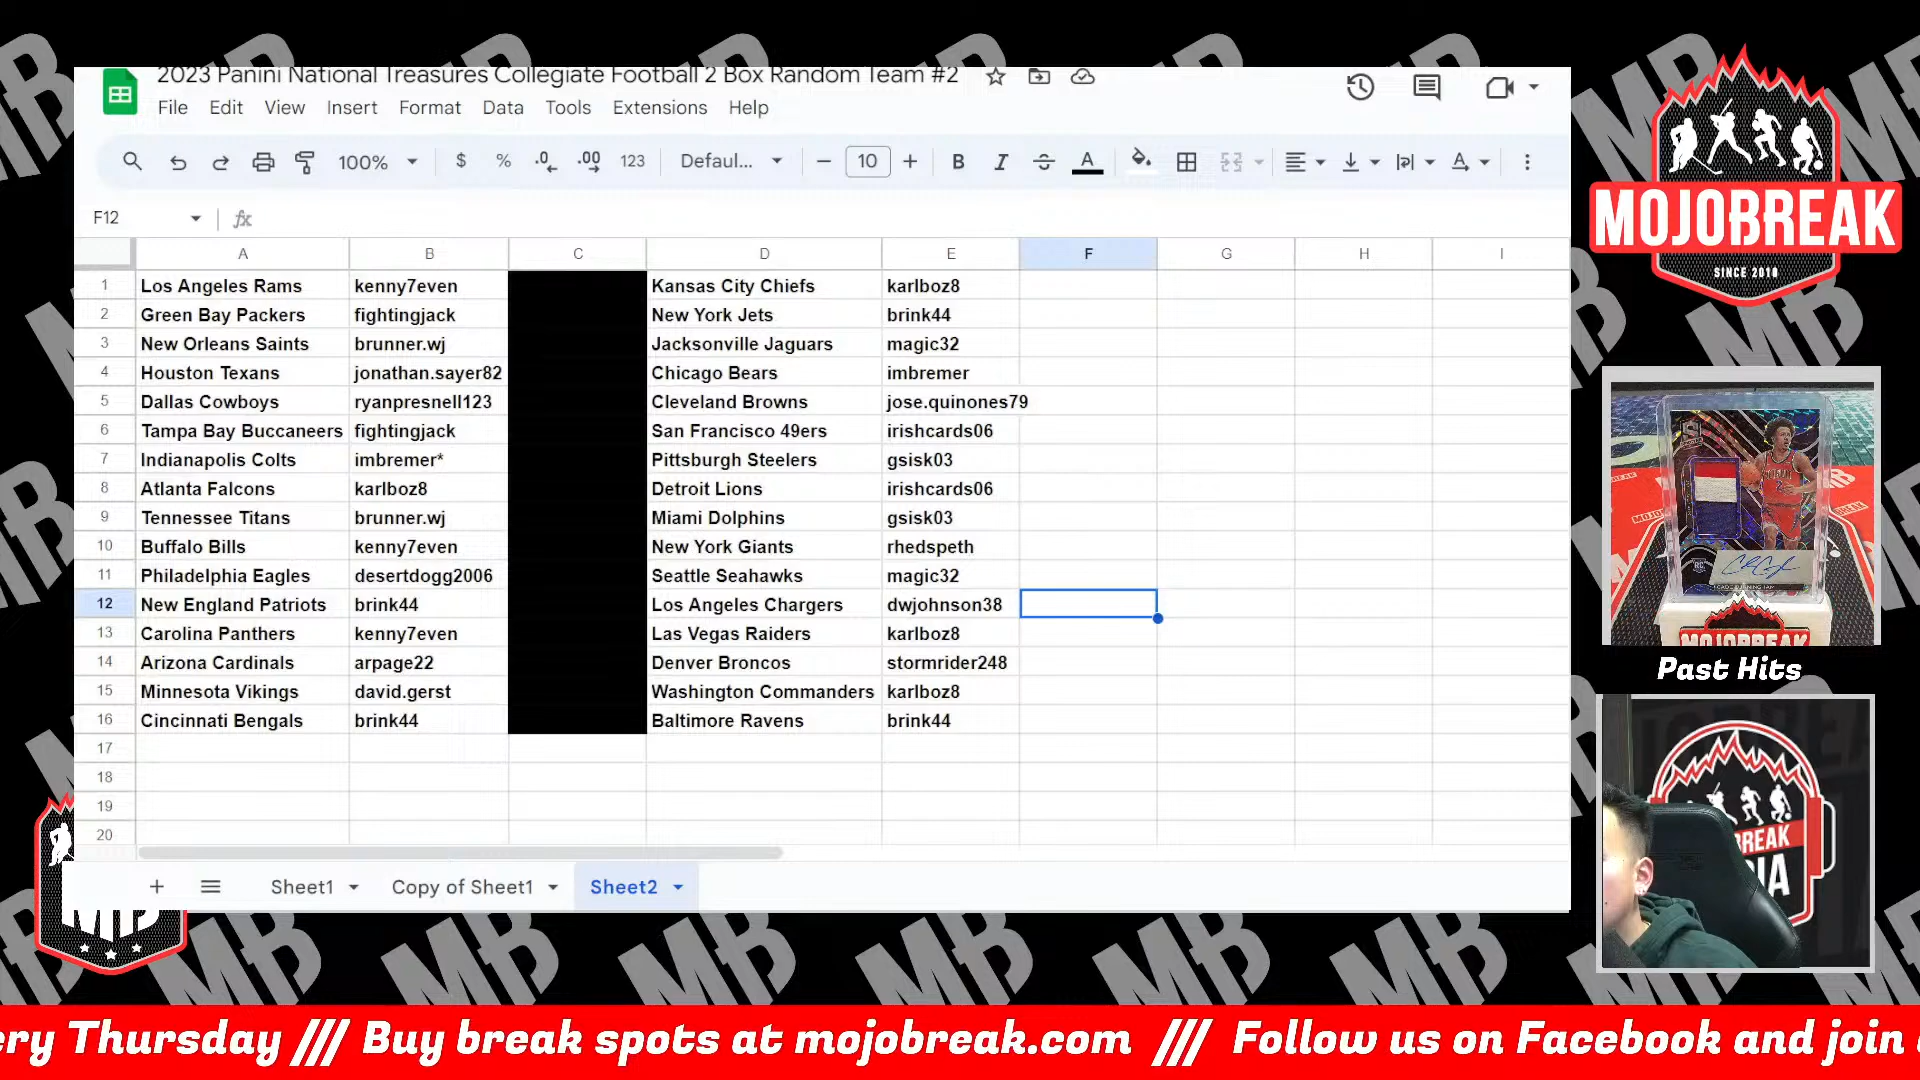 2023 Panini National Treasures Collegiate Football 2 Box Random Team #2
File Edit View Insert Format Data Tools Extensions Help
100% $ % .0 .00 123 Defaul... 10 B I A
F12 fx
A B C D E F G H I
1 Los Angeles Rams kenny7even Kansas City Chiefs karlboz8
2 Green Bay Packers fightingjack New York Jets brink44
3 New Orleans Saints brunner.wj Jacksonville Jaguars magic32
4 Houston Texans jonathan.sayer82 Chicago Bears imbremer
5 Dallas Cowboys ryanpresnell123 Cleveland Browns jose.quinones79
6 Tampa Bay Buccaneers fightingjack San Francisco 49ers irishcards06
7 Indianapolis Colts imbremer* Pittsburgh Steelers gsisk03
8 Atlanta Falcons karlboz8 Detroit Lions irishcards06
9 Tennessee Titans brunner.wj Miami Dolphins gsisk03
10 Buffalo Bills kenny7even New York Giants rhedspeth
11 Philadelphia Eagles desertdogg2006 Seattle Seahawks magic32
12 New England Patriots brink44 Los Angeles Chargers dwjohnson38
13 Carolina Panthers kenny7even Las Vegas Raiders karlboz8
14 Arizona Cardinals arpage22 Denver Broncos stormrider248
15 Minnesota Vikings david.gerst Washington Commanders karlboz8
16 Cincinnati Bengals brink44 Baltimore Ravens brink44
17
18
19
20
Sheet1 Copy of Sheet1 Sheet2
MOJOBREAK
SINCE 2010
MOJOBREAK
Past Hits
BREAK
MB
ery Thursday /// Buy break spots at mojobreak.com /// Follow us on Facebook and join